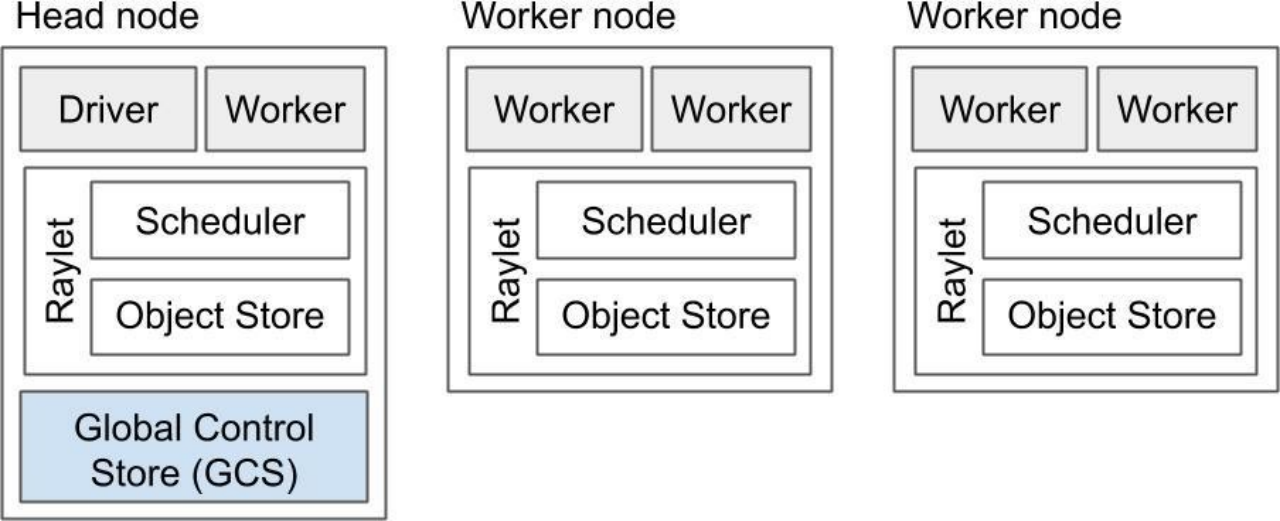 Head node
Driver
Worker
Raylet
Scheduler
Object Store
Global Control
Store (GCS)
Worker node
Worker
Worker
Raylet
Scheduler
Object Store
Worker node
Worker
Worker
Raylet
Scheduler
Object Store